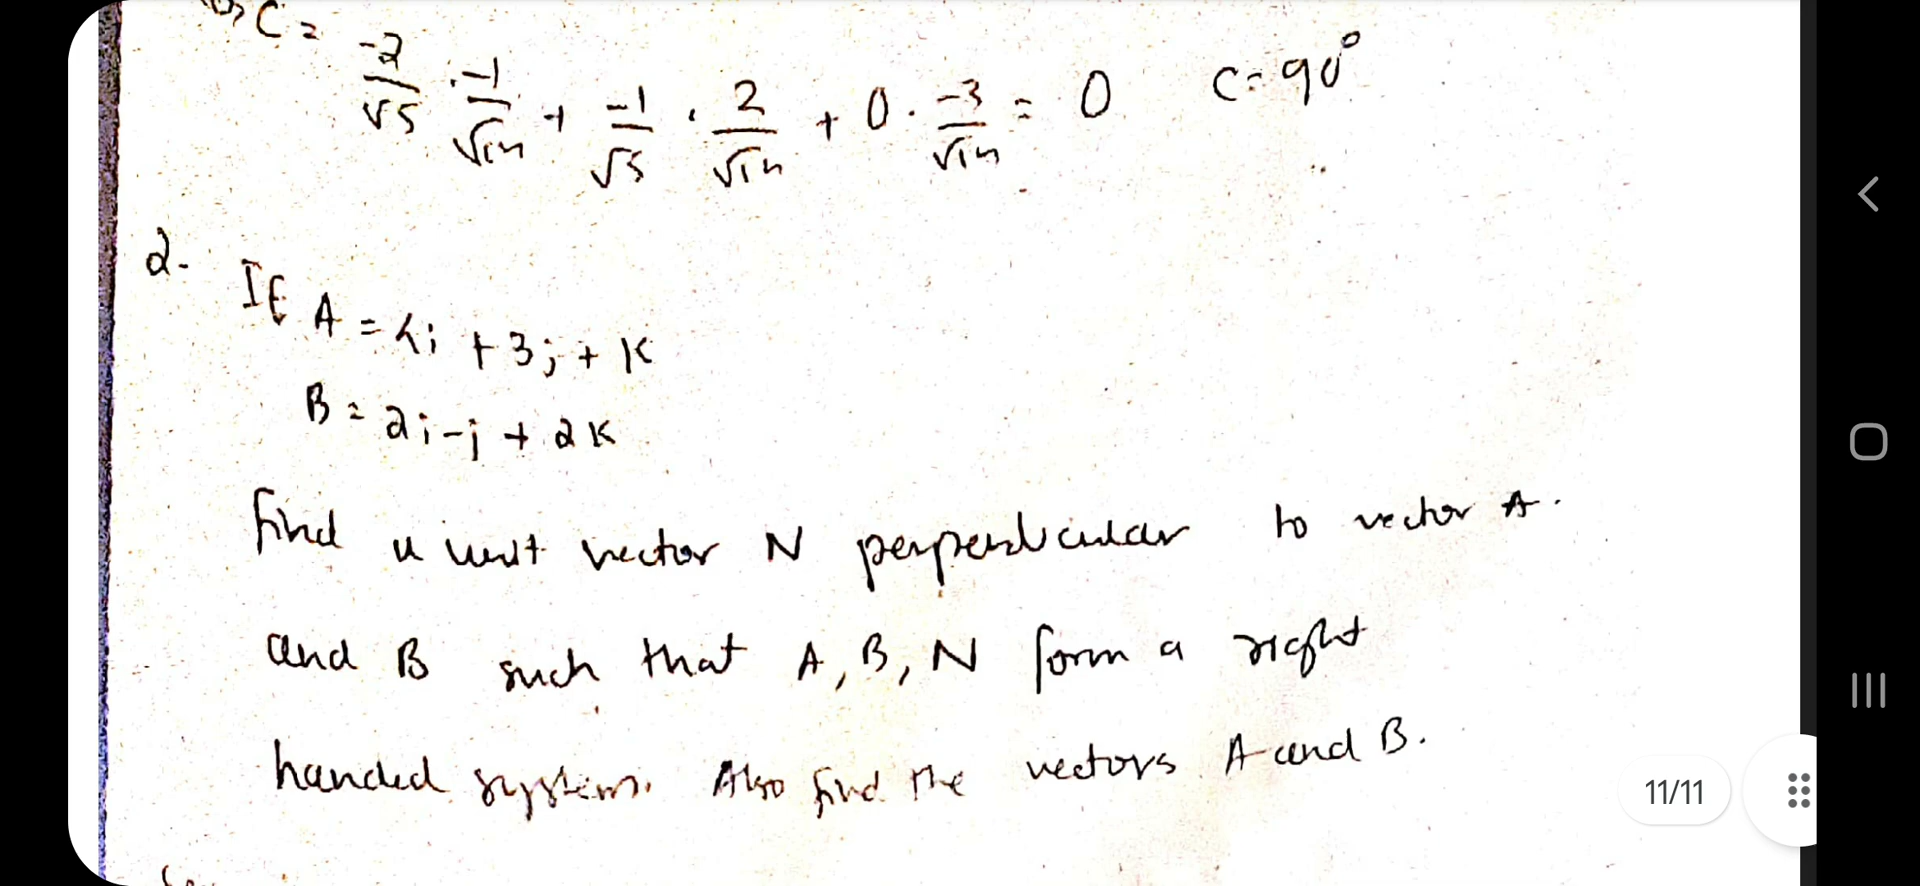 C = -2/√5 · -1/√14 + -1/√5 · 2/√14 + 0 · -3/√14 = 0 C = 90°
2. If A = 4i + 3j + K
B = 2i - j + 2K
find a unit vector N perpendicular to vector A.
and B such that A, B, N form a right
handed system. Also find the vectors A and B.
11/11